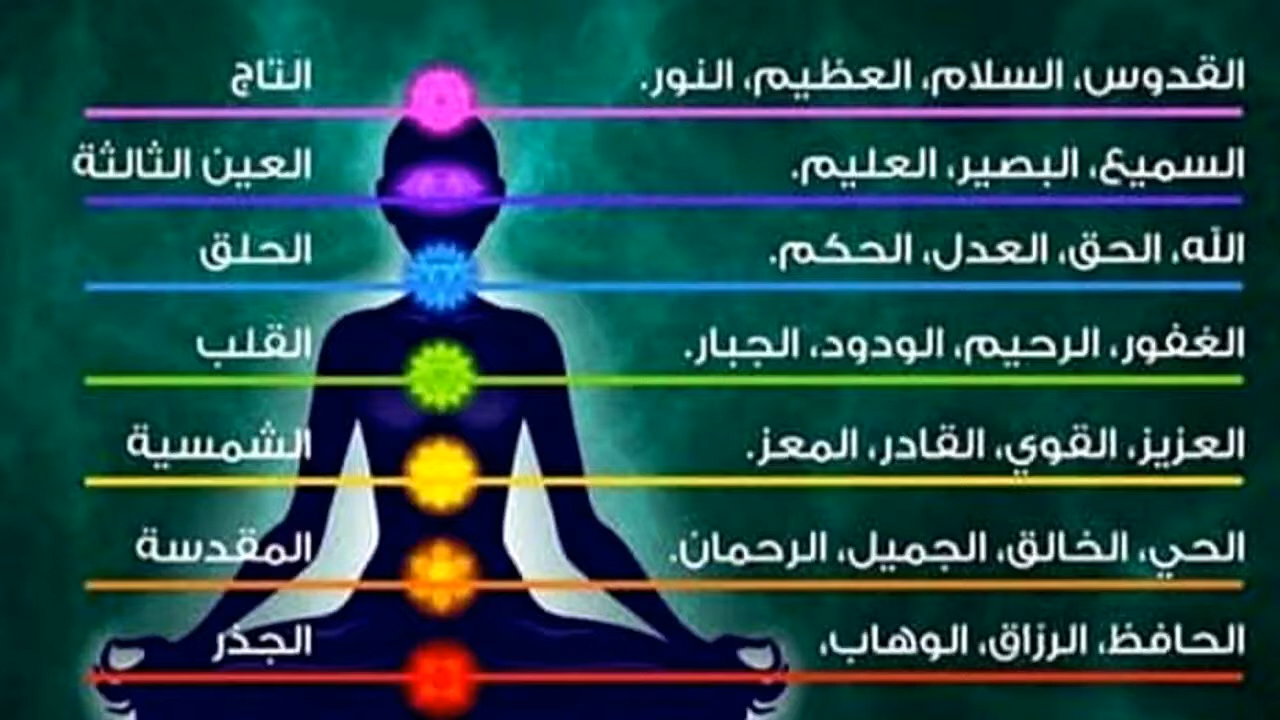 القدوس، السلام، العظيم، النور.
التاج
السميع، البصير، العليم.
العين الثالثة
الله، الحق، العدل، الحكم.
الحلق
الغفور، الرحيم، الودود، الجبار.
القلب
العزيز، القوي، القادر، المعز.
الشمسية
الحي، الخالق، الجميل، الرحمان.
المقدسة
الحافظ، الرزاق، الوهاب،
الجذر